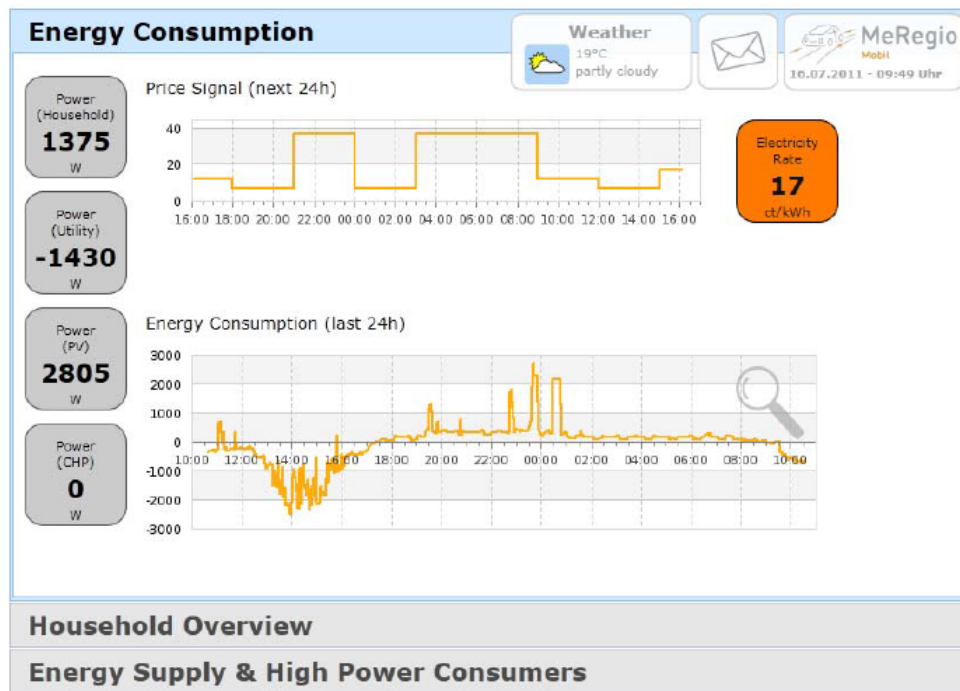 Energy Consumption
Weather
19°C
partly cloudy
MeRegio
Mobil
16.07.2011 - 09:49 Uhr
Power
(Household)
1375
W
Power
(Utility)
-1430
W
Power
(PV)
2805
W
Power
(CHP)
0
W
Price Signal (next 24h)
40
20
0
16:00 18:00 20:00 22:00 00:00 02:00 04:00 06:00 08:00 10:00 12:00 14:00 16:00
Electricity
Rate
17
ct/kWh
Energy Consumption (last 24h)
3000
2000
1000
0
10:00 12:00 14:00 16:00 18:00 20:00 22:00 00:00 02:00 04:00 06:00 08:00 10:00
-1000
-2000
-3000
Household Overview
Energy Supply & High Power Consumers